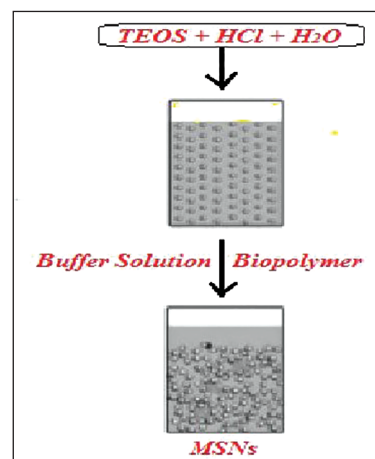 TEOS + HCl + H₂O
Buffer Solution Biopolymer
MSNs